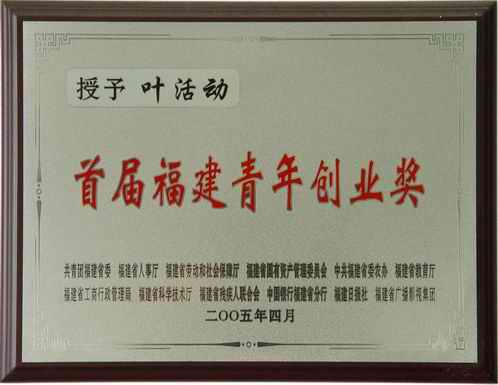 授予 叶活动
首届福建青年创业奖
共青团福建省委 福建省人事厅 福建省劳动和社会保障厅 福建省国有资产管理委员会 中共福建省委农办 福建省教育厅
福建省工商行政管理局 福建省科学技术厅 福建省残疾人联合会 中国银行福建省分行 福建日报社 福建省广播影视集团
二〇〇五年四月